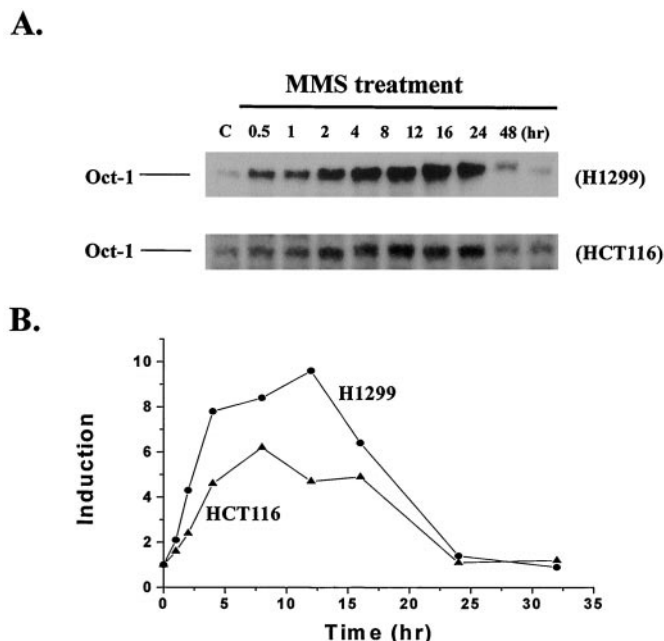 A.
MMS treatment
C 0.5 1 2 4 8 12 16 24 48 (hr)
Oct-1 (H1299)
Oct-1 (HCT116)
B.
10
8
6
4
2
0
Induction
H1299
HCT116
0 5 10 15 20 25 30 35
Time (hr)